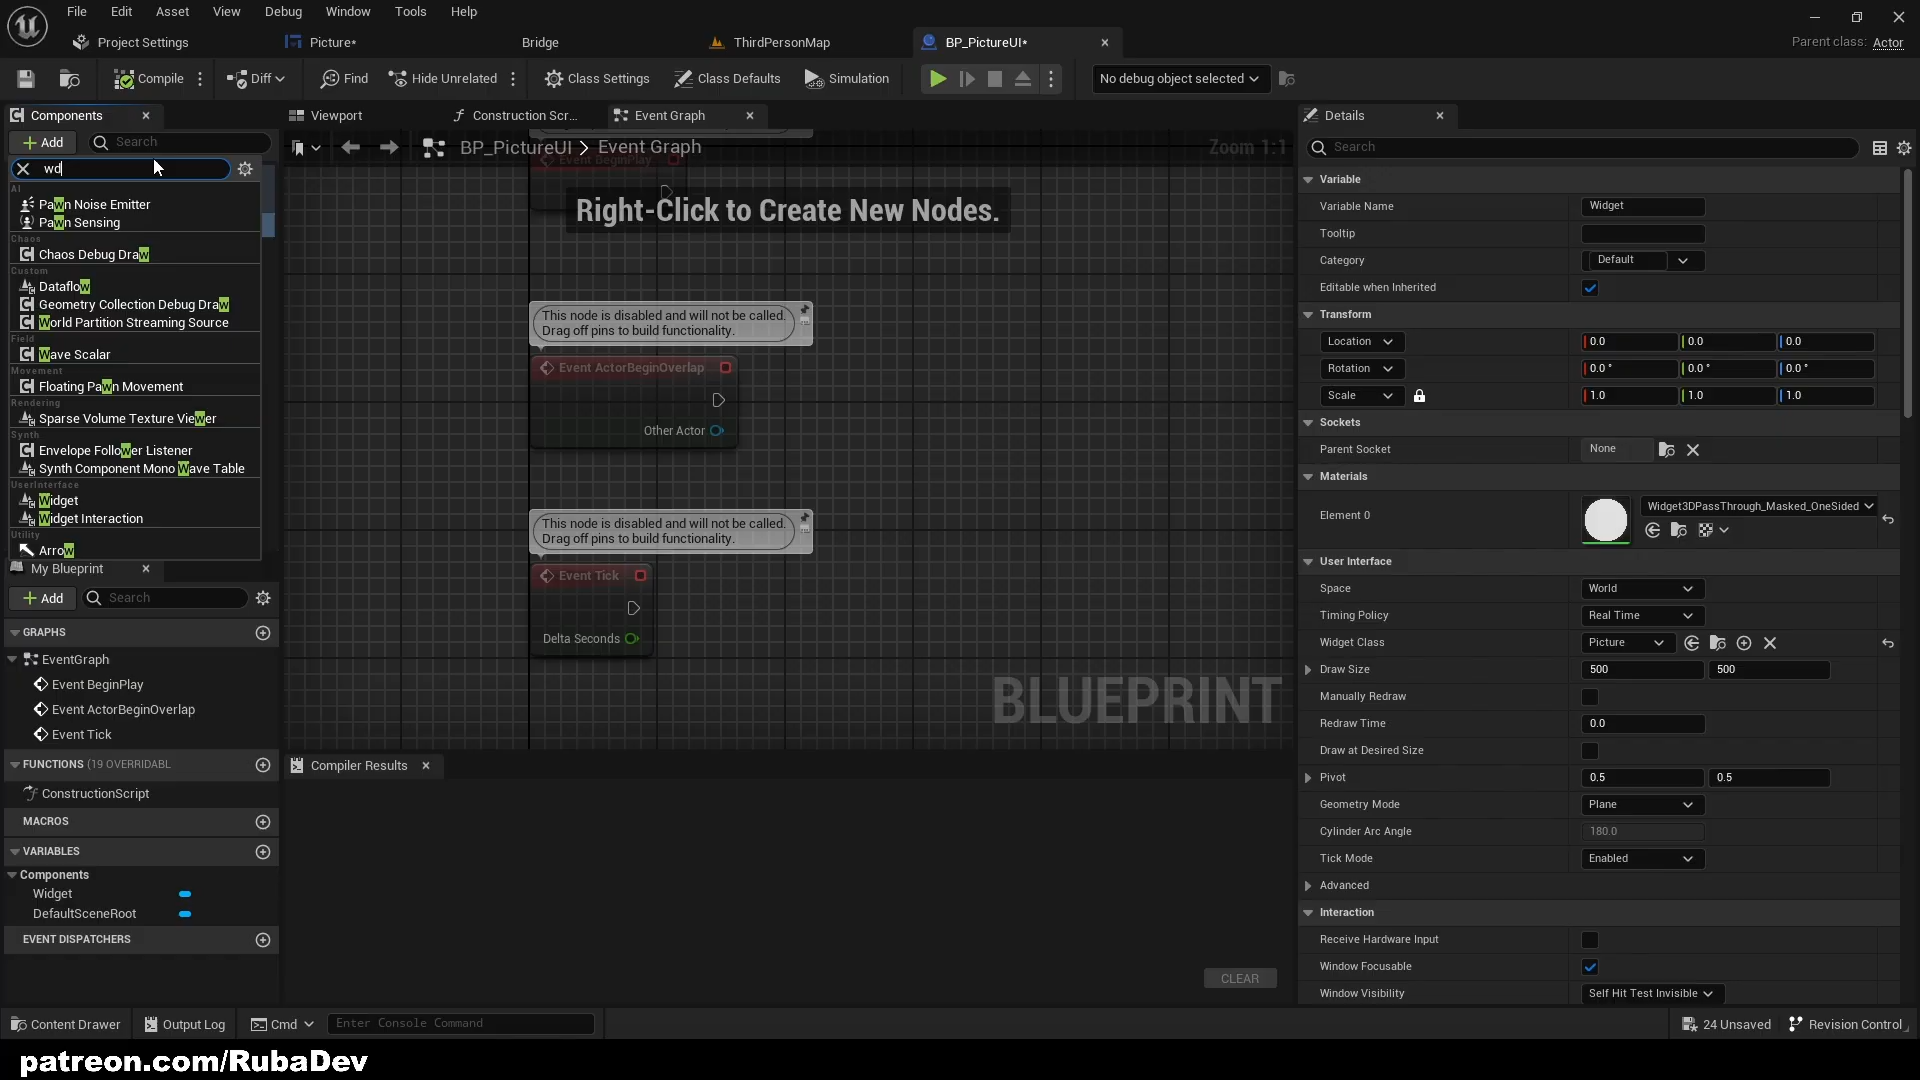 File Edit Asset View Debug Window Tools Help
Project Settings Picture* Bridge ThirdPersonMap BP_PictureUI* Parent class: Actor
Compile Diff Find Hide Unrelated Class Settings Class Defaults Simulation No debug object selected
Components Viewport Construction Scr... Event Graph Details
Add Search BP_PictureUI > Event Graph Zoom 1:1 Search
wd
Event BeginPlay
Right-Click to Create New Nodes.
AI
Pawn Noise Emitter
Pawn Sensing
Chaos
Chaos Debug Draw
Custom
Dataflow
Geometry Collection Debug Draw
World Partition Streaming Source
Field
Wave Scalar
Movement
Floating Pawn Movement
Rendering
Sparse Volume Texture Viewer
Synth
Envelope Follower Listener
Synth Component Mono Wave Table
UserInterface
Widget
Widget Interaction
Utility
Arrow
This node is disabled and will not be called.
Drag off pins to build functionality.
Event ActorBeginOverlap
Other Actor
This node is disabled and will not be called.
Drag off pins to build functionality.
Event Tick
Delta Seconds
BLUEPRINT
My Blueprint
Add Search
GRAPHS
EventGraph
Event BeginPlay
Event ActorBeginOverlap
Event Tick
FUNCTIONS (19 OVERRIDABL
ConstructionScript
MACROS
VARIABLES
Components
Widget
DefaultSceneRoot
EVENT DISPATCHERS
Compiler Results
CLEAR
Variable
Variable Name Widget
Tooltip
Category Default
Editable when Inherited
Transform
Location 0.0 0.0 0.0
Rotation 0.0 ° 0.0 ° 0.0 °
Scale 1.0 1.0 1.0
Sockets
Parent Socket None
Materials
Element 0 Widget3DPassThrough_Masked_OneSided
User Interface
Space World
Timing Policy Real Time
Widget Class Picture
Draw Size 500 500
Manually Redraw
Redraw Time 0.0
Draw at Desired Size
Pivot 0.5 0.5
Geometry Mode Plane
Cylinder Arc Angle 180.0
Tick Mode Enabled
Advanced
Interaction
Receive Hardware Input
Window Focusable
Window Visibility Self Hit Test Invisible
Content Drawer Output Log Cmd Enter Console Command 24 Unsaved Revision Control
patreon.com/RubaDev